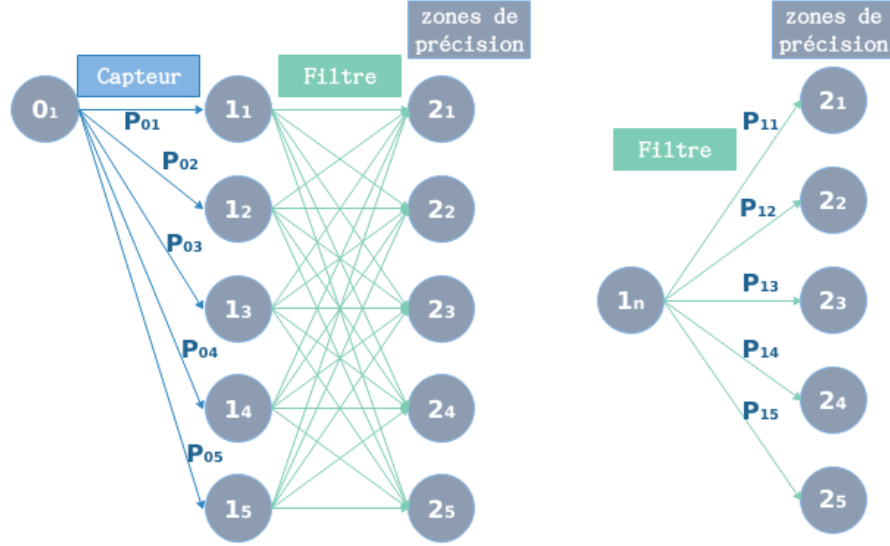 zones de
précision
Capteur
Filtre
0₁
1₁
2₁
P₀₁
P₀₂
1₂
2₂
P₀₃
1₃
2₃
P₀₄
1₄
2₄
P₀₅
1₅
2₅
zones de
précision
2₁
P₁₁
Filtre
2₂
P₁₂
P₁₃
1ₙ
2₃
P₁₄
2₄
P₁₅
2₅